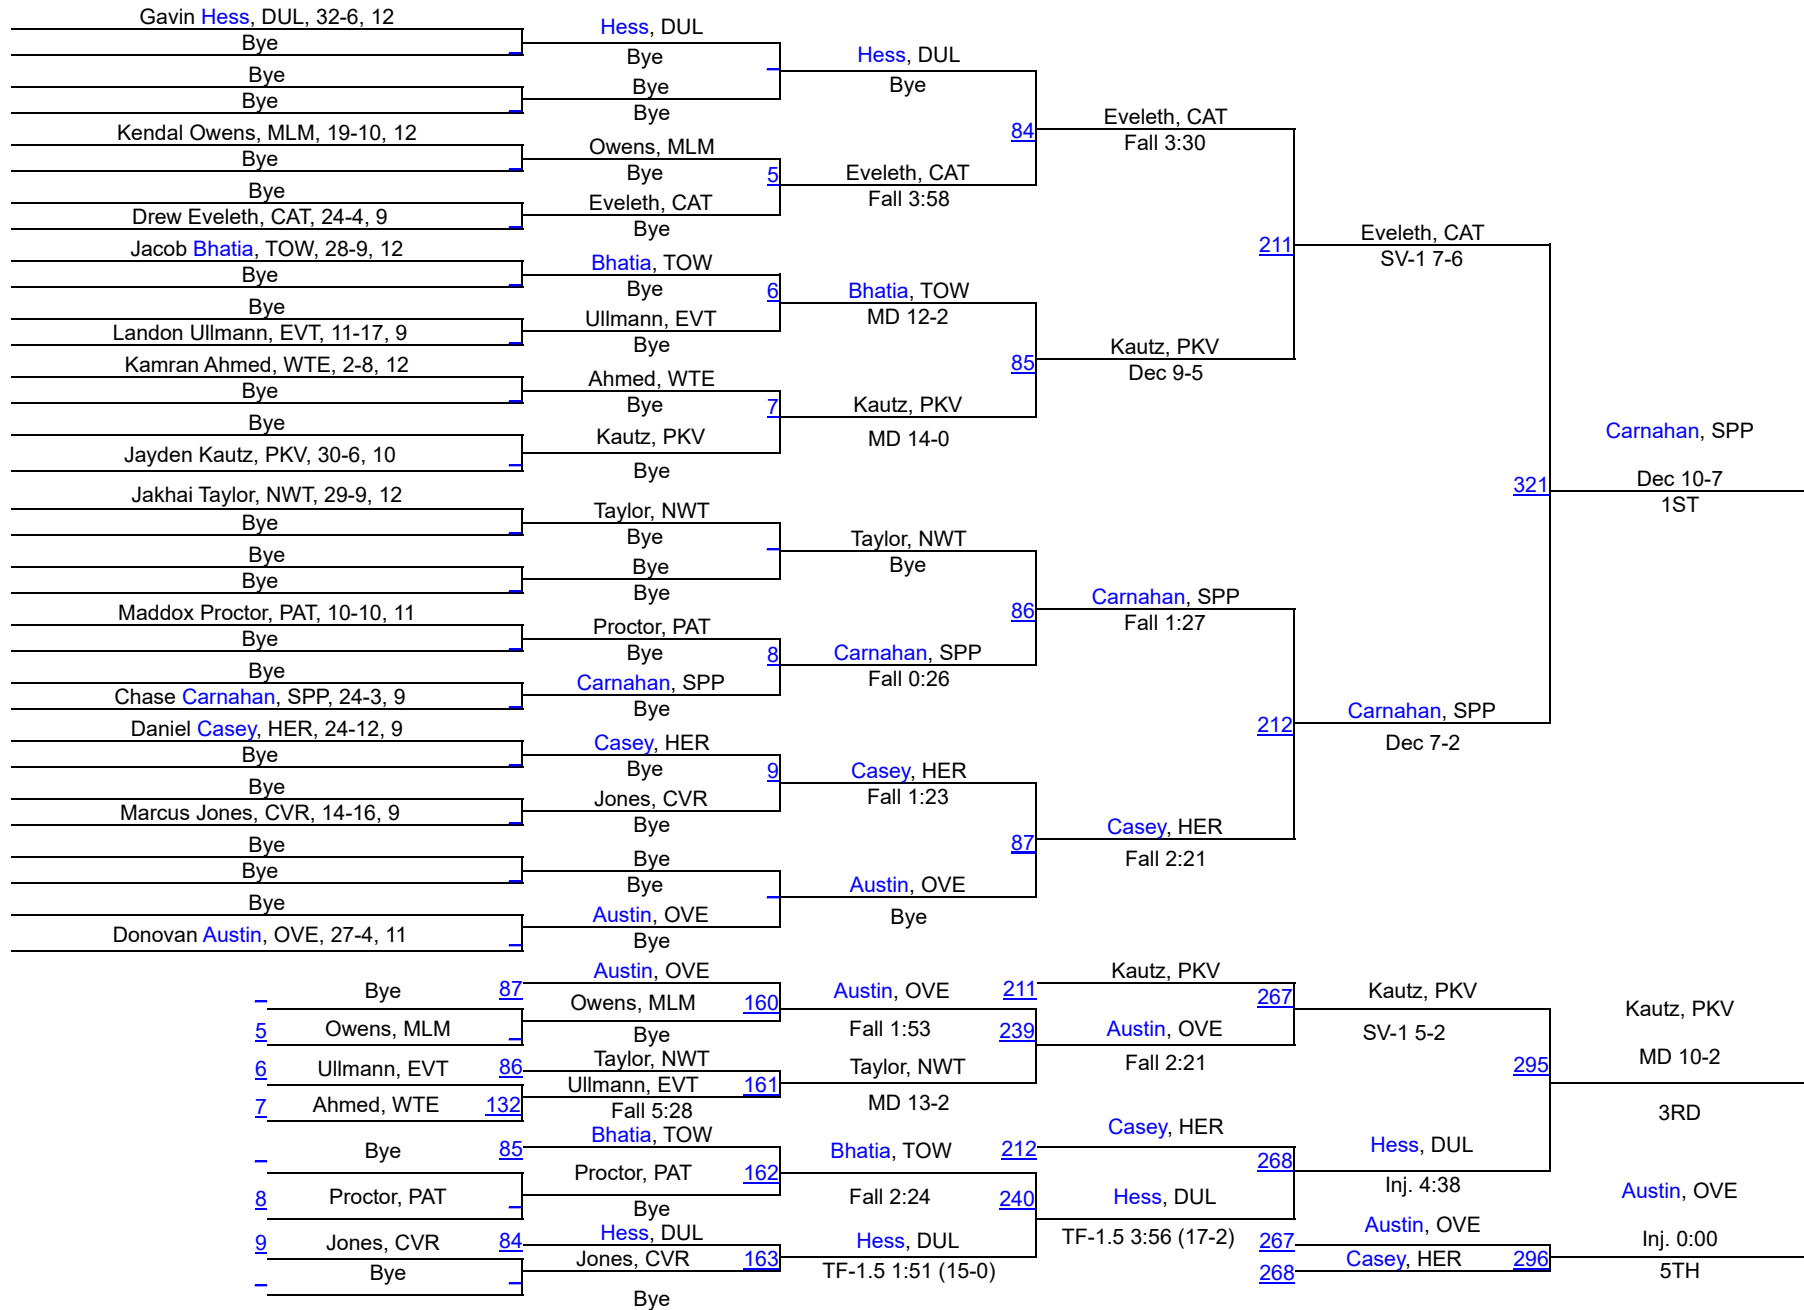 Gavin Hess, DUL, 32-6, 12
Bye
Bye
Bye
Kendal Owens, MLM, 19-10, 12
Bye
Bye
Drew Eveleth, CAT, 24-4, 9
Jacob Bhatia, TOW, 28-9, 12
Bye
Bye
Landon Ullmann, EVT, 11-17, 9
Kamran Ahmed, WTE, 2-8, 12
Bye
Bye
Jayden Kautz, PKV, 30-6, 10
Jakhai Taylor, NWT, 29-9, 12
Bye
Bye
Bye
Maddox Proctor, PAT, 10-10, 11
Bye
Bye
Chase Carnahan, SPP, 24-3, 9
Daniel Casey, HER, 24-12, 9
Bye
Bye
Marcus Jones, CVR, 14-16, 9
Bye
Bye
Bye
Donovan Austin, OVE, 27-4, 11
Hess, DUL
Bye
Bye
Bye
Owens, MLM
Bye
5
Eveleth, CAT
Bye
Bhatia, TOW
Bye
6
Ullmann, EVT
Bye
Ahmed, WTE
Bye
7
Kautz, PKV
Bye
Taylor, NWT
Bye
Bye
Bye
Proctor, PAT
Bye
8
Carnahan, SPP
Bye
Casey, HER
Bye
9
Jones, CVR
Bye
Bye
Bye
Austin, OVE
Bye
Hess, DUL
Bye
84
Eveleth, CAT
Fall 3:58
Bhatia, TOW
MD 12-2
85
Kautz, PKV
MD 14-0
Taylor, NWT
Bye
86
Carnahan, SPP
Fall 0:26
Casey, HER
Fall 1:23
87
Austin, OVE
Bye
Eveleth, CAT
Fall 3:30
211
Kautz, PKV
Dec 9-5
Carnahan, SPP
Fall 1:27
212
Casey, HER
Fall 2:21
Eveleth, CAT
SV-1 7-6
321
Carnahan, SPP
Dec 7-2
Carnahan, SPP
Dec 10-7
1ST
Bye
5
Owens, MLM
6
Ullmann, EVT
7
Ahmed, WTE
132
Bye
8
Proctor, PAT
9
Jones, CVR
Bye
87
Austin, OVE
Owens, MLM
160
Bye
86
Taylor, NWT
Ullmann, EVT
161
Fall 5:28
85
Bhatia, TOW
Proctor, PAT
162
Bye
84
Hess, DUL
Jones, CVR
163
Bye
Austin, OVE
Fall 1:53
239
Taylor, NWT
MD 13-2
Bhatia, TOW
Fall 2:24
240
Hess, DUL
TF-1.5 1:51 (15-0)
211
Kautz, PKV
267
Austin, OVE
Fall 2:21
212
Casey, HER
268
Hess, DUL
TF-1.5 3:56 (17-2)
Kautz, PKV
SV-1 5-2
295
Hess, DUL
Inj. 4:38
Kautz, PKV
MD 10-2
3RD
267
Austin, OVE
268
Casey, HER
296
Austin, OVE
Inj. 0:00
5TH